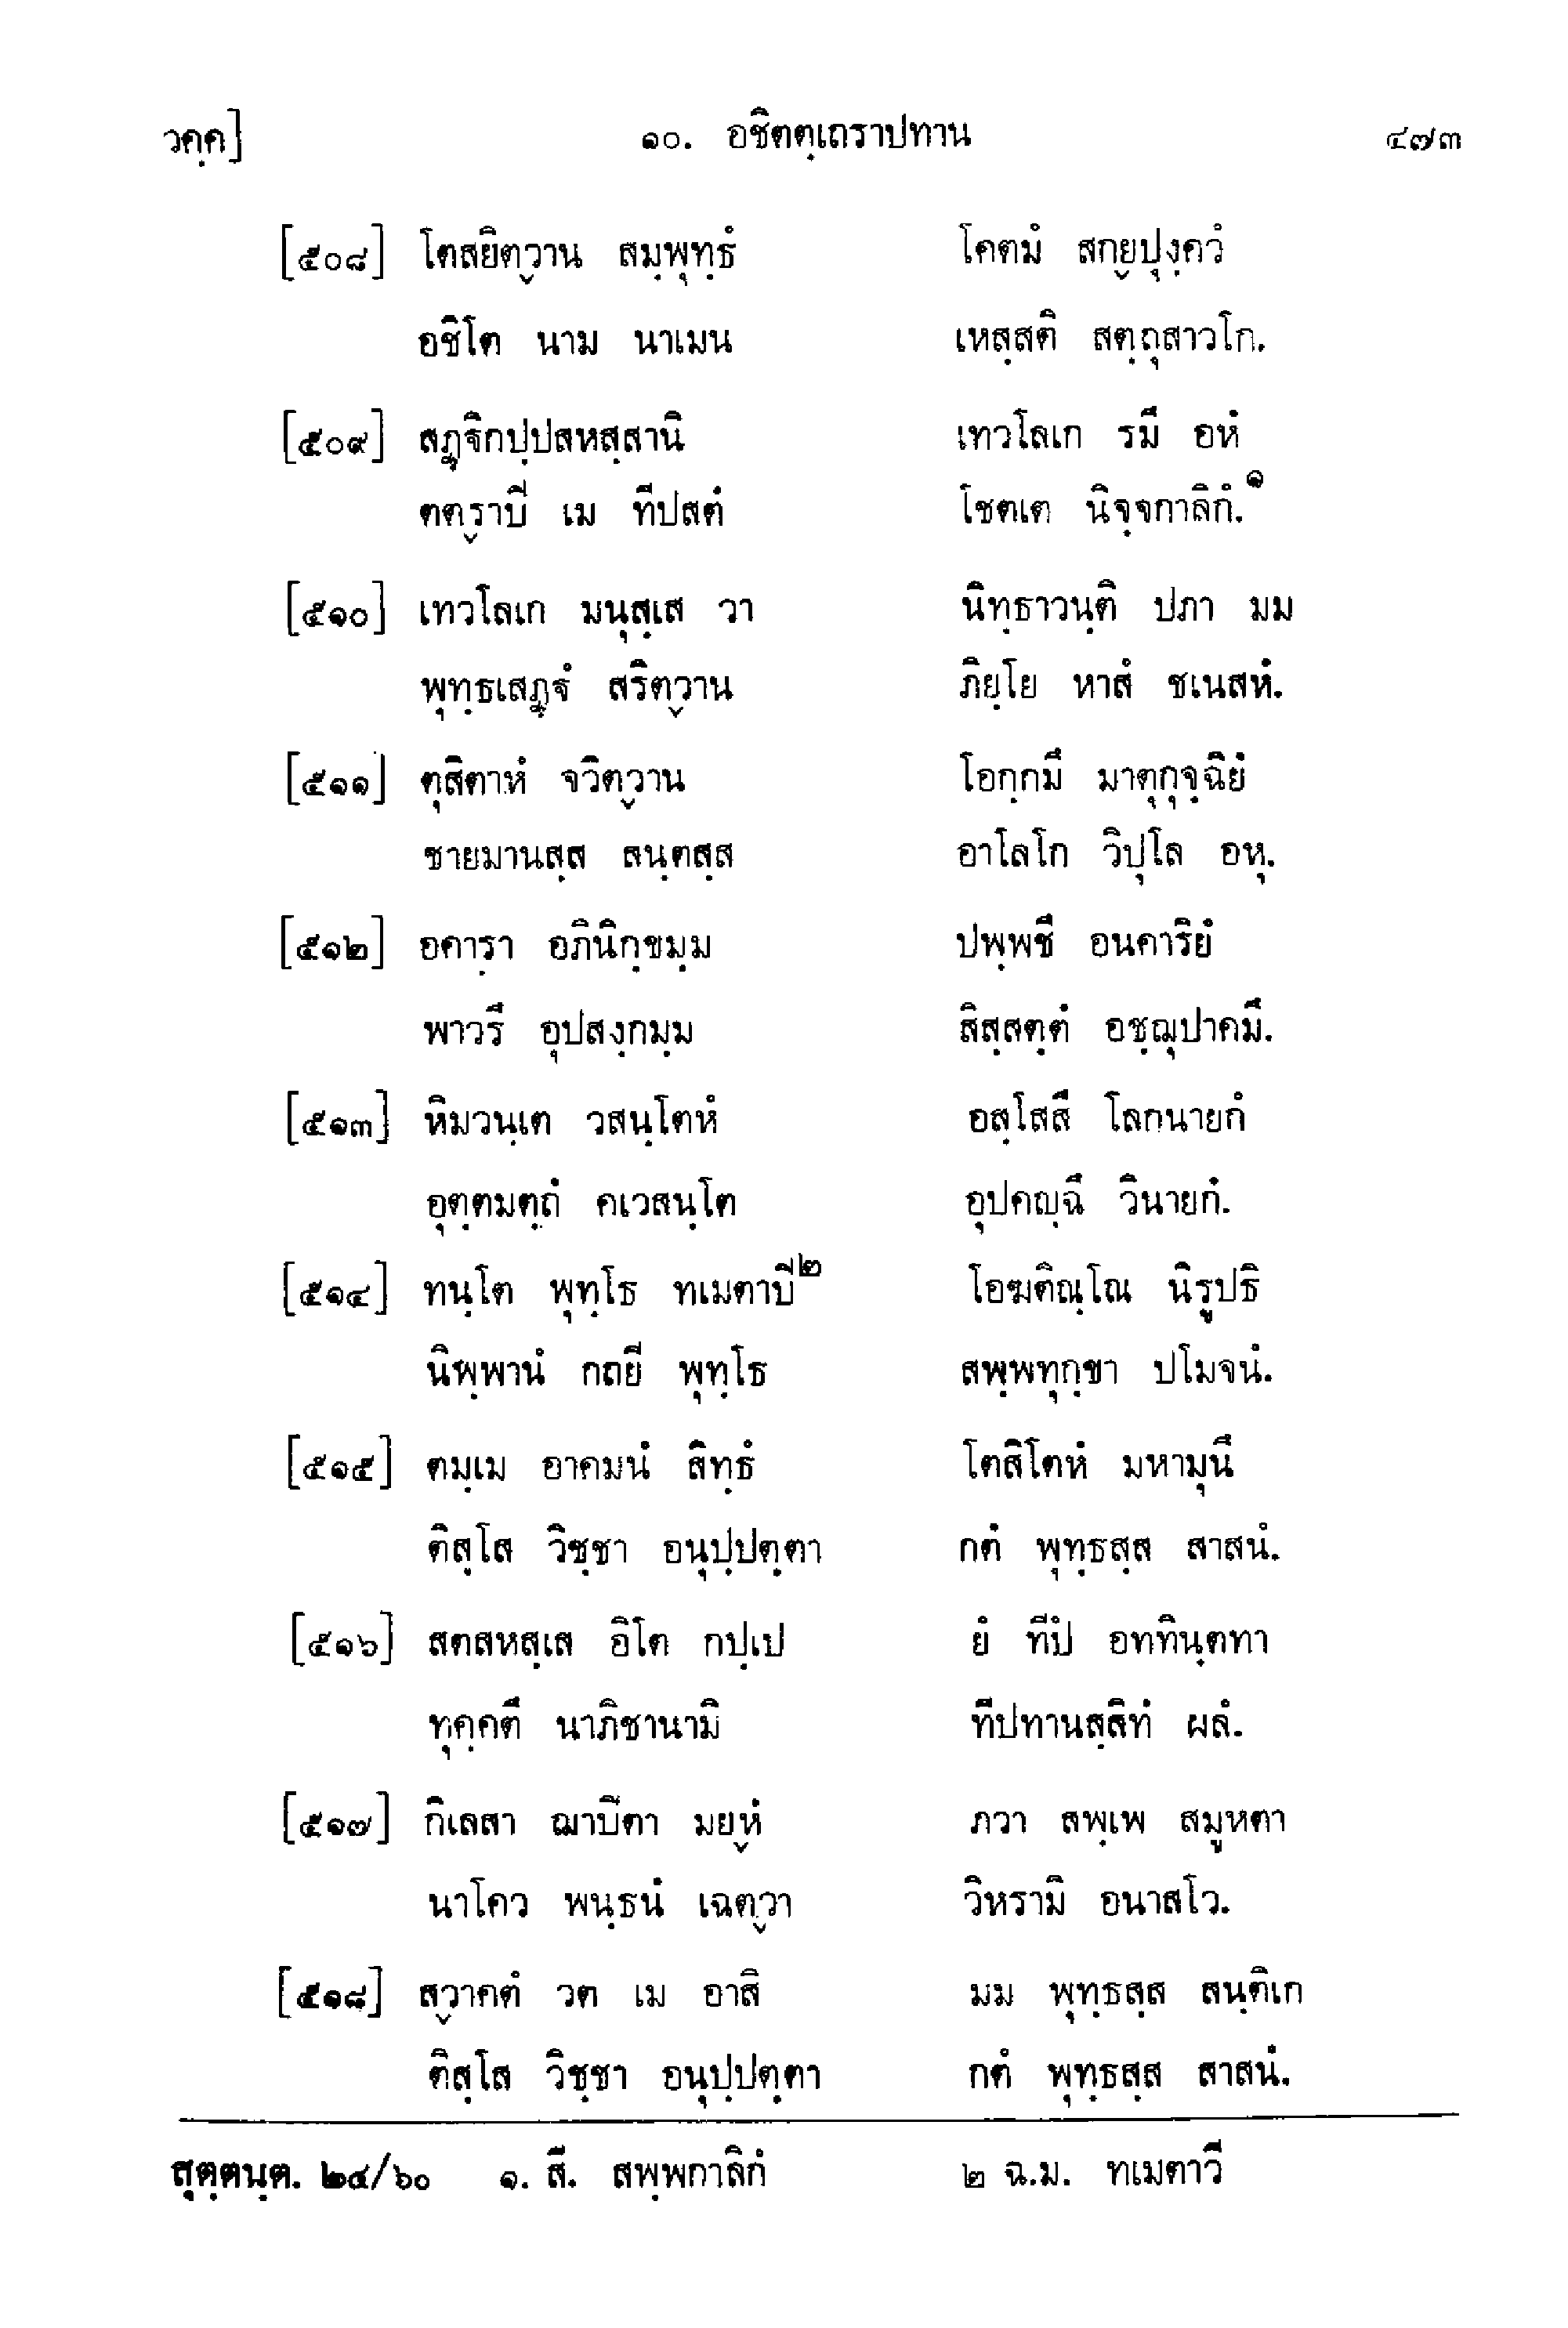 วคฺค] ๑๐. อชิตตฺเถราปทาน ๔๗๓
[๕๐๘] โตสยิตฺวาน สมฺพุทฺธํ โคตมํ สกฺยปุงฺควํ
อชิโต นาม นาเมน เหสฺสติ สตฺถุสาวโก.
[๕๐๙] สฏฺฐิกปฺปสหสฺสานิ เทวโลเก รมึ อหํ
ตตฺราปิ เม ทีปสตํ โชตเต นิจฺจกาลิกํ.๑
[๕๑๐] เทวโลเก มนุสฺเส วา นิทฺธาวนฺติ ปภา มม
พุทฺธเสฏฺฐํ สริตฺวาน ภิยฺโย หาสํ ชเนสหํ.
[๕๑๑] ตุสิตาหํ จวิตฺวาน โอกฺกมึ มาตุกุจฺฉิยํ
ชายมานสฺส สนฺตสฺส อาโลโก วิปุโล อหุ.
[๕๑๒] อคารฺา อภินิกฺขมฺม ปพฺพชึ อนคาริยํ
พาวรึ อุปสงฺกมฺม สิสฺสตฺตํ อชฺฌุปาคมึ.
[๕๑๓] หิมวนฺเต วสนฺโตหํ อสฺโสสึ โลกนายกํ
อุตฺตมตฺถํ คเวสนฺโต อุปคญฺฉึ วินายกํ.
[๕๑๔] ทนฺโต พุทฺโธ ทเมตาปี๒ โอฆติณฺโณ นิรูปธิ
นิพฺพานํ กถยี พุทฺโธ สพฺพทุกฺขา ปโมจนํ.
[๕๑๕] ตมฺเม อาคมนํ สิทฺธํ โตสิโตหํ มหามุนึ
ติสฺโส วิชฺชา อนุปฺปตฺตา กตํ พุทฺธสฺส สาสนํ.
[๕๑๖] สตสหสฺเส อิโต กปฺเป ยํ ทีปํ อททินฺตทา
ทุคฺคตึ นาภิชานามิ ทีปทานสฺสิทํ ผลํ.
[๕๑๗] กิเลสา ฌาปิตา มยฺหํ ภวา สพฺเพ สมูหตา
นาโคว พนฺธนํ เฉตฺวา วิหรามิ อนาสโว.
[๕๑๘] สฺวาคตํ วต เม อาสิ มม พุทฺธสฺส สนฺติเก
ติสฺโส วิชฺชา อนุปฺปตฺตา กตํ พุทฺธสฺส สาสนํ.
สุตฺตนฺต. ๒๔/๖๐ ๑. สี. สพฺพกาลิกํ ๒ ฉ.ม. ทเมตาวี